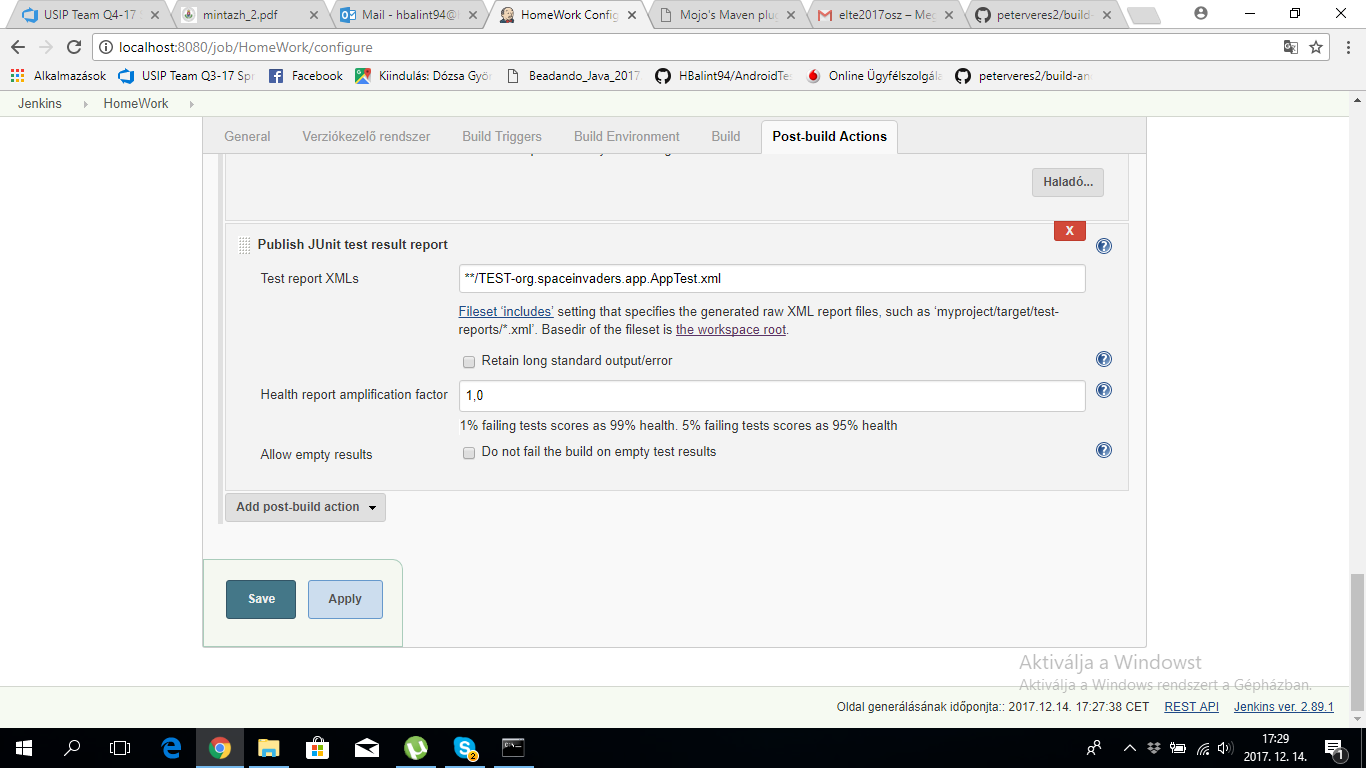 USIP Team Q4-17 S
mintazh_2.pdf
Mail - hbalint94@
HomeWork Config
Mojo's Maven plug
elte2017osz – Meg
peterveres2/build-
localhost:8080/job/HomeWork/configure
Alkalmazások
USIP Team Q3-17 Spr
Facebook
Kiindulás: Dózsa Györ
Beadando_Java_2017
HBalint94/AndroidTes
Online Ügyfélszolgála
peterveres2/build-an
Jenkins
HomeWork
General
Verziókezelő rendszer
Build Triggers
Build Environment
Build
Post-build Actions
Haladó...
X
Publish JUnit test result report
Test report XMLs
**/TEST-org.spaceinvaders.app.AppTest.xml
Fileset ‘includes’ setting that specifies the generated raw XML report files, such as ‘myproject/target/test-
reports/*.xml’. Basedir of the fileset is the workspace root.
Retain long standard output/error
Health report amplification factor
1,0
1% failing tests scores as 99% health. 5% failing tests scores as 95% health
Allow empty results
Do not fail the build on empty test results
Add post-build action
Save
Apply
Aktiválja a Windowst
Aktiválja a Windows rendszert a Gépházban.
Oldal generálásának időponjta:: 2017.12.14. 17:27:38 CET
REST API
Jenkins ver. 2.89.1
2
17:29
2017. 12. 14.
1